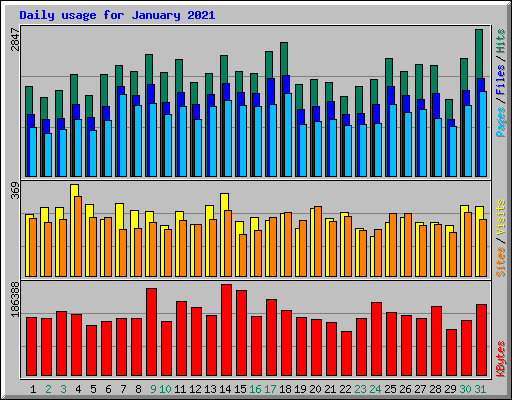 Daily usage for January 2021
2847
Pages / Files / Hits
369
Sites / Visits
186388
KBytes
1 2 3 4 5 6 7 8 9 10 11 12 13 14 15 16 17 18 19 20 21 22 23 24 25 26 27 28 29 30 31